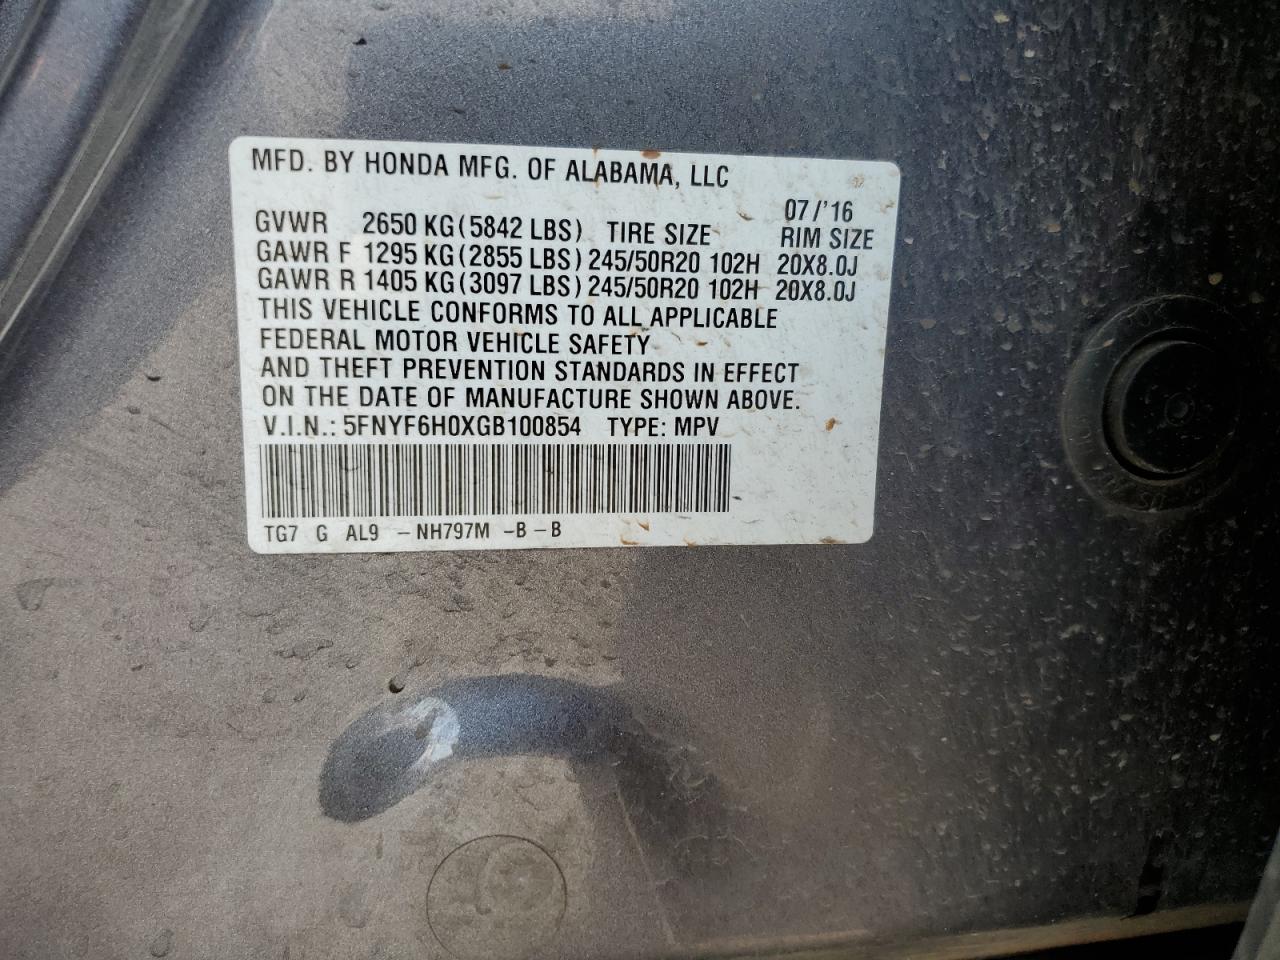 MFD. BY HONDA MFG. OF ALABAMA, LLC
07/'16
GVWR 2650 KG(5842 LBS) TIRE SIZE RIM SIZE
GAWR F 1295 KG(2855 LBS) 245/50R20 102H 20X8.0J
GAWR R 1405 KG(3097 LBS) 245/50R20 102H 20X8.0J
THIS VEHICLE CONFORMS TO ALL APPLICABLE
FEDERAL MOTOR VEHICLE SAFETY
AND THEFT PREVENTION STANDARDS IN EFFECT
ON THE DATE OF MANUFACTURE SHOWN ABOVE.
V.I.N.: 5FNYF6H0XGB100854 TYPE: MPV
TG7 G AL9 -NH797M -B-B